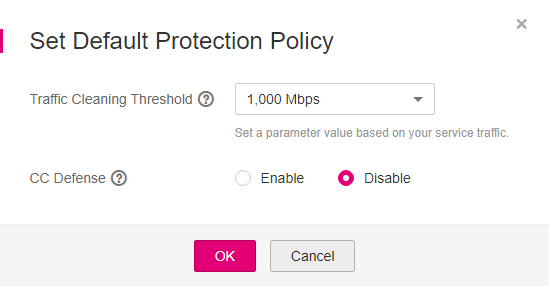 Set Default Protection Policy
Traffic Cleaning Threshold ?
1,000 Mbps
Set a parameter value based on your service traffic.
CC Defense ?
Enable
Disable
OK
Cancel